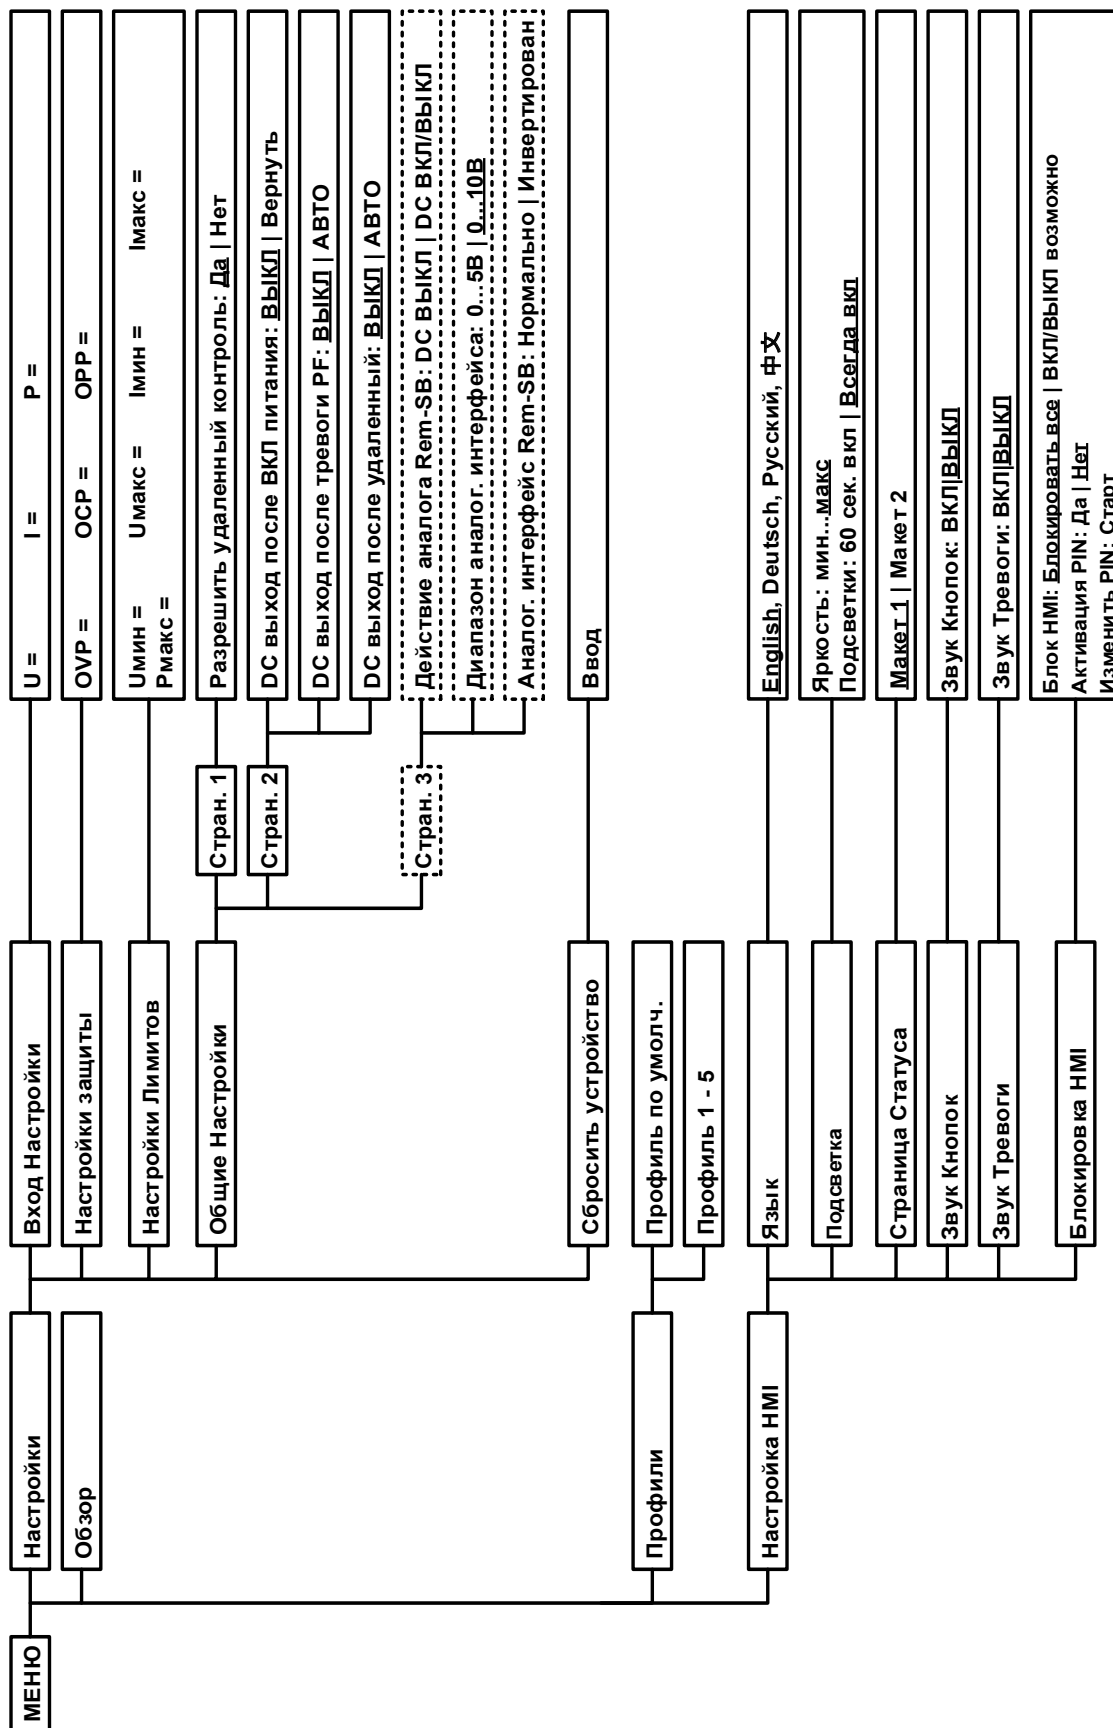 МЕНЮ
Настройки
Вход Настройки
U = I = P =
Настройки защиты
OVP = OCP = OPP =
Настройки Лимитов
Uмин = Uмакс = Iмин = Iмакс =
Pмакс =
Общие Настройки
Стран. 1
Разрешить удаленный контроль: Да | Нет
Стран. 2
DC выход после ВКЛ питания: ВЫКЛ | Вернуть
DC выход после тревоги PF: ВЫКЛ | АВТО
DC выход после удаленный: ВЫКЛ | АВТО
Стран. 3
Действие аналога Rem-SB: DC ВЫКЛ | DC ВКЛ/ВЫКЛ
Диапазон аналог. интерфейса: 0...5В | 0...10В
Аналог. интерфейс Rem-SB: Нормально | Инвертирован
Сбросить устройство
Ввод
Обзор
Профили
Профиль по умолч.
Профиль 1 - 5
Настройка HMI
Язык
English, Deutsch, Русский, 中文
Подсветка
Яркость: мин...макс
Подсветки: 60 сек. вкл | Всегда вкл
Страница Статуса
Макет 1 | Макет 2
Звук Кнопок
Звук Кнопок: ВКЛ|ВЫКЛ
Звук Тревоги
Звук Тревоги: ВКЛ|ВЫКЛ
Блокировка HMI
Блок HMI: Блокировать все | ВКЛ/ВЫКЛ возможно
Активация PIN: Да | Нет
Изменить PIN: Старт